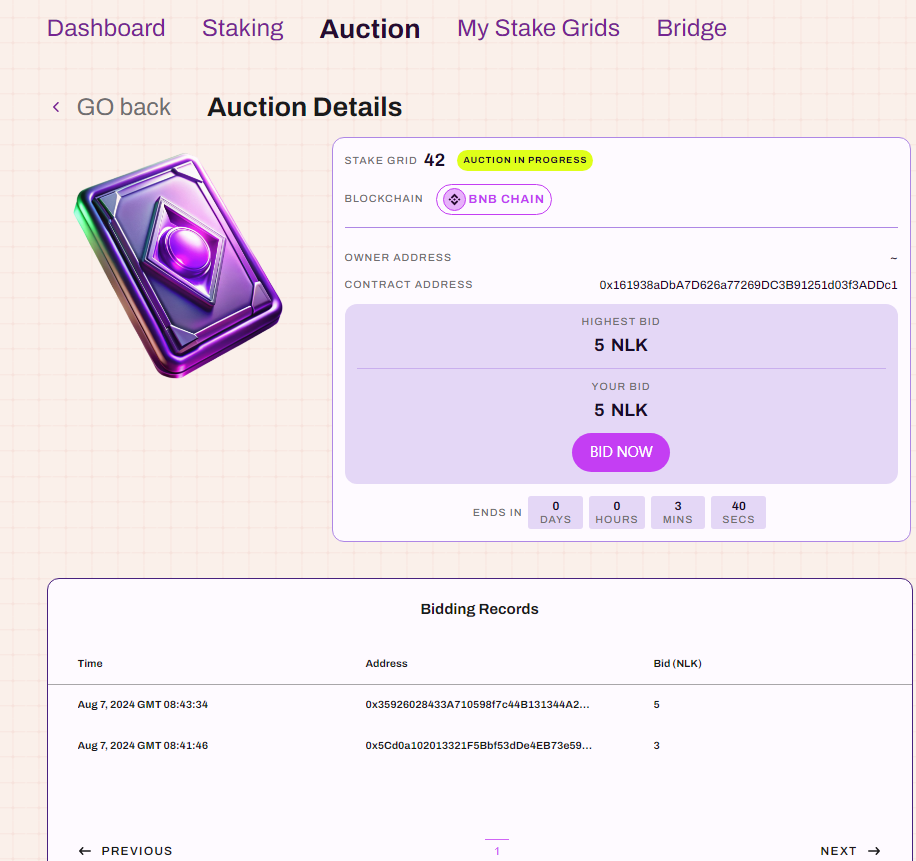 Dashboard Staking Auction My Stake Grids Bridge
GO back Auction Details
STAKE GRID 42 AUCTION IN PROGRESS
BLOCKCHAIN BNB CHAIN
OWNER ADDRESS ~
CONTRACT ADDRESS 0x161938aDbA7D626a77269DC3B91251d03f3ADDc1
HIGHEST BID
5 NLK
YOUR BID
5 NLK
BID NOW
ENDS IN 0 DAYS 0 HOURS 3 MINS 40 SECS
Bidding Records
Time Address Bid (NLK)
Aug 7, 2024 GMT 08:43:34 0x35926028433A710598f7c44B131344A2... 5
Aug 7, 2024 GMT 08:41:46 0x5Cd0a102013321F5Bbf53dDe4EB73e59... 3
← PREVIOUS 1 NEXT →